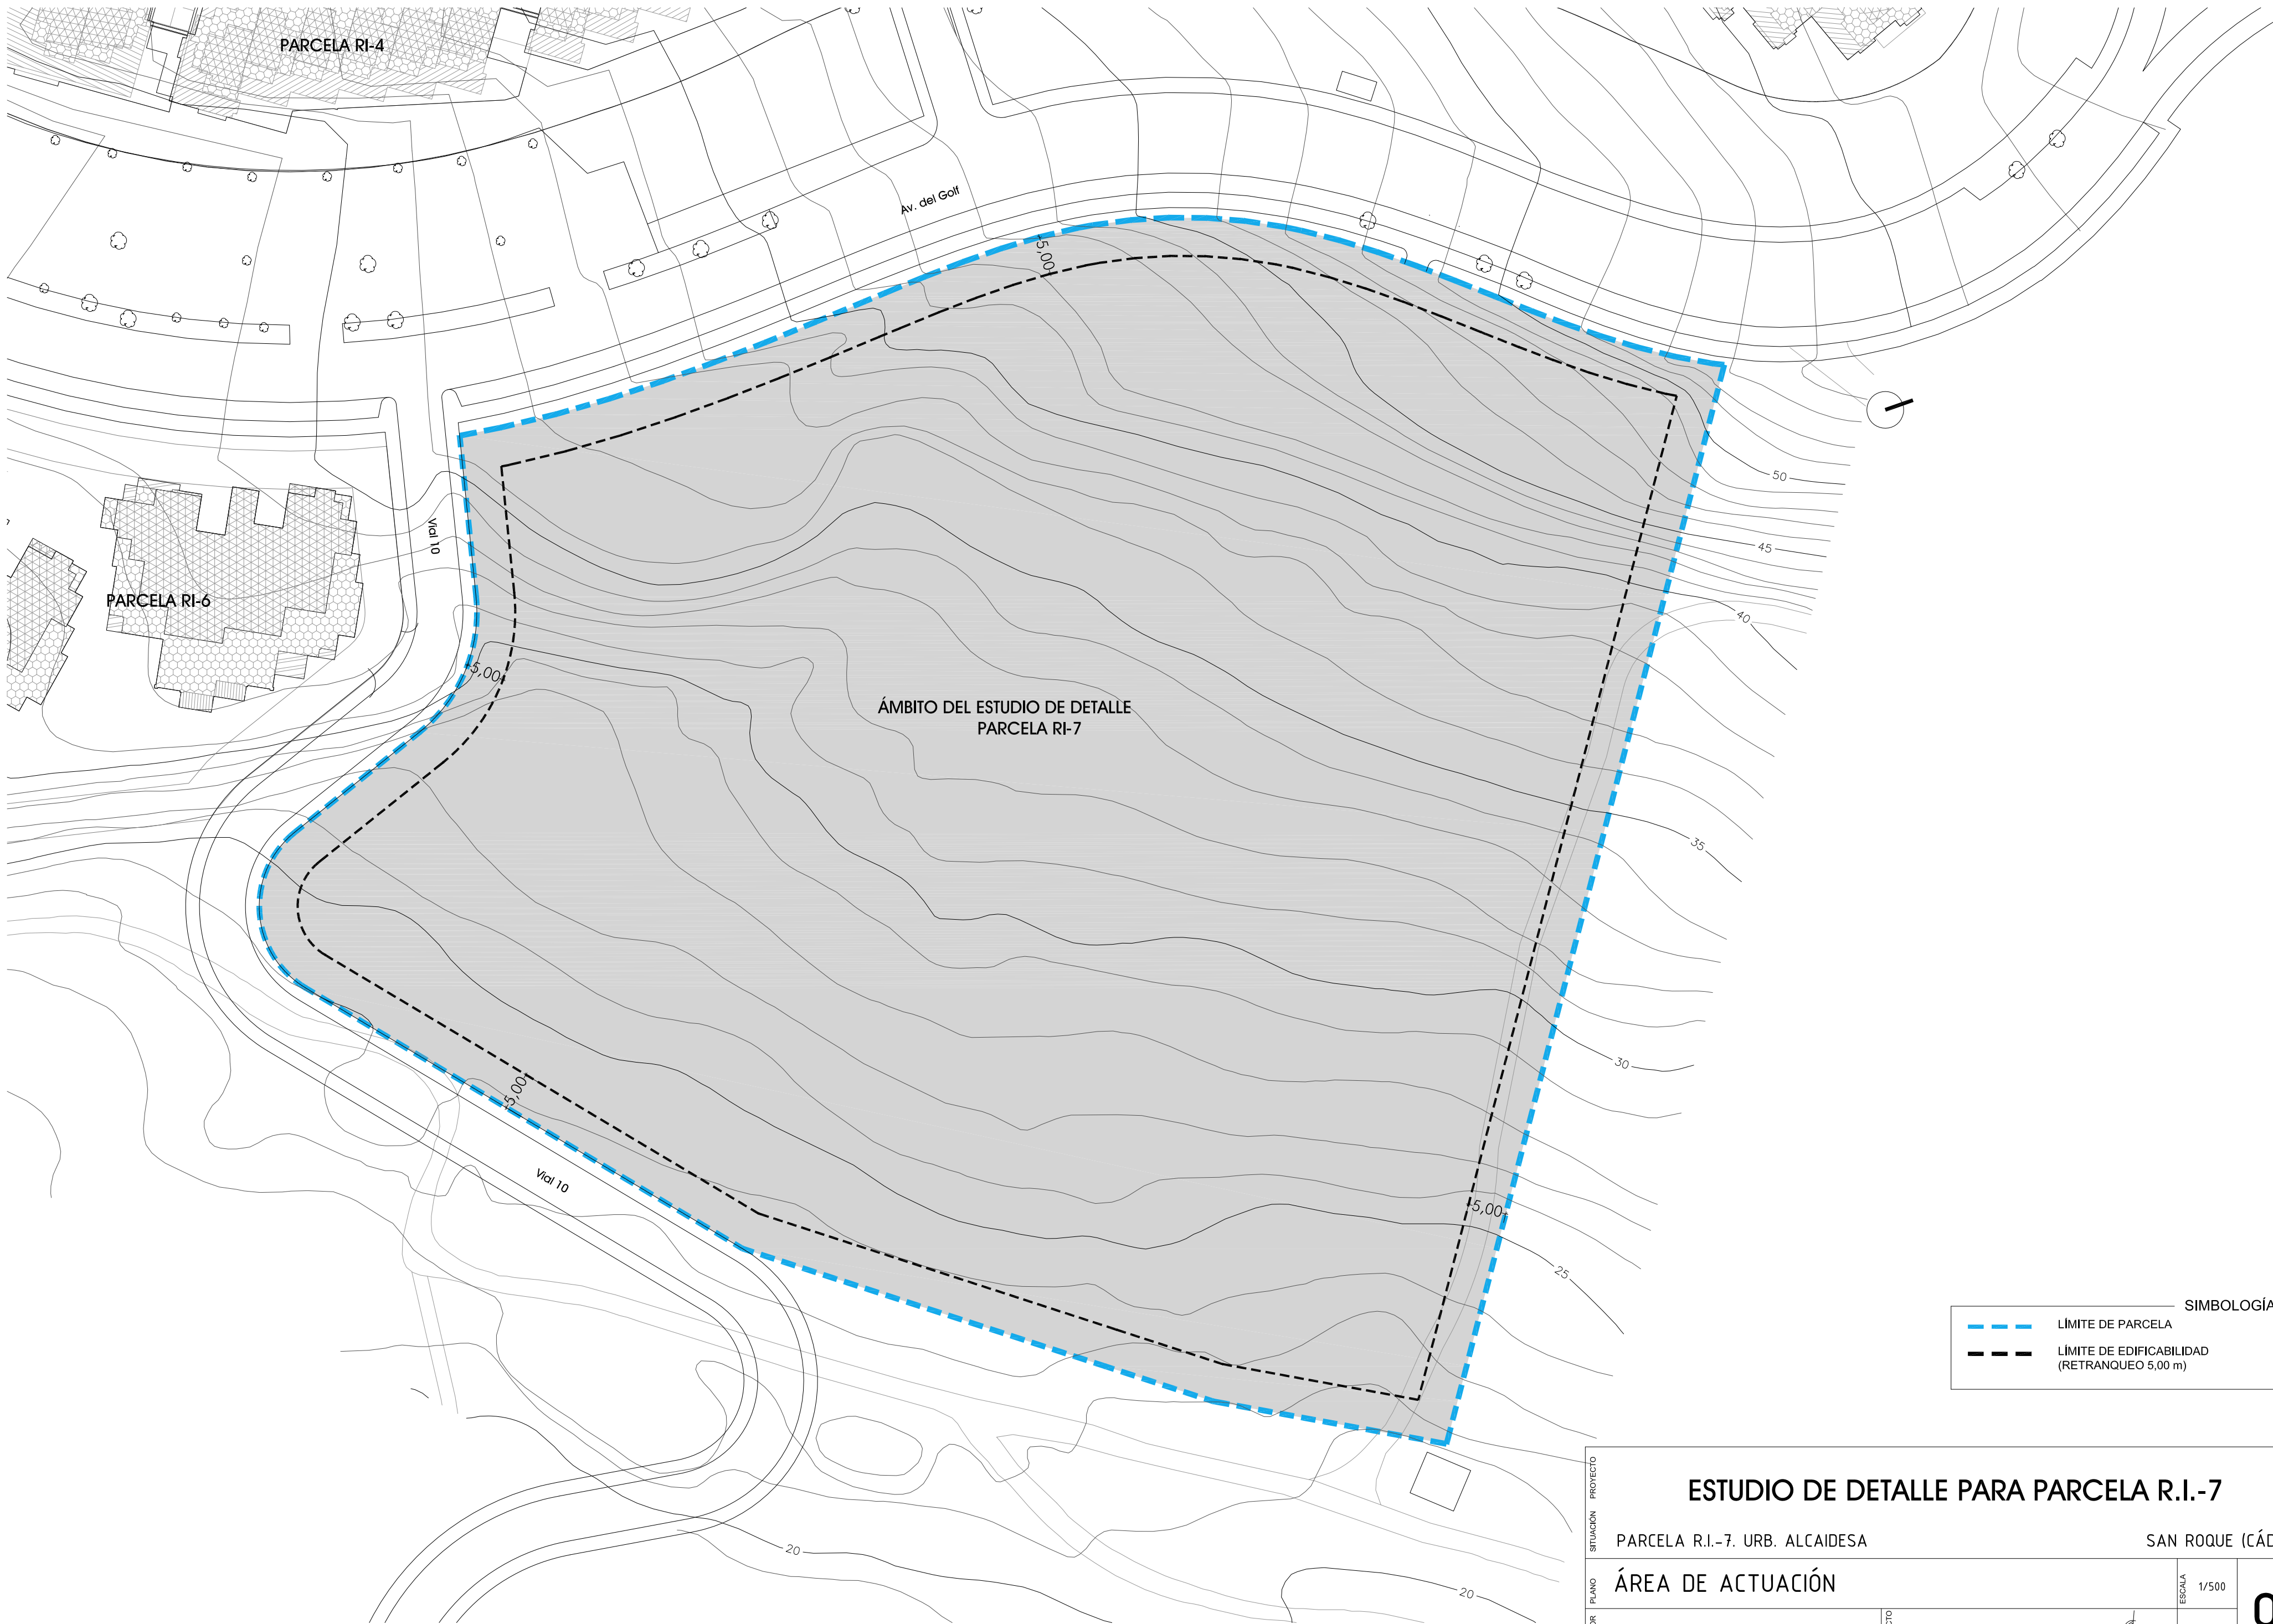 PARCELA RI-4
Av. del Golf
5,00
50
Vial 10
45
PARCELA RI-6
40
5,00
ÁMBITO DEL ESTUDIO DE DETALLE
PARCELA RI-7
35
30
5,00
Vial 10
5,00
25
SIMBOLOGÍA
LÍMITE DE PARCELA
LÍMITE DE EDIFICABILIDAD
(RETRANQUEO 5,00 m)
PROYECTO
ESTUDIO DE DETALLE PARA PARCELA R.I.-7
SITUACIÓN
PARCELA R.I.-7. URB. ALCAIDESA
SAN ROQUE (CÁD
20
PLANO
ÁREA DE ACTUACIÓN
ESCALA
1/500
20